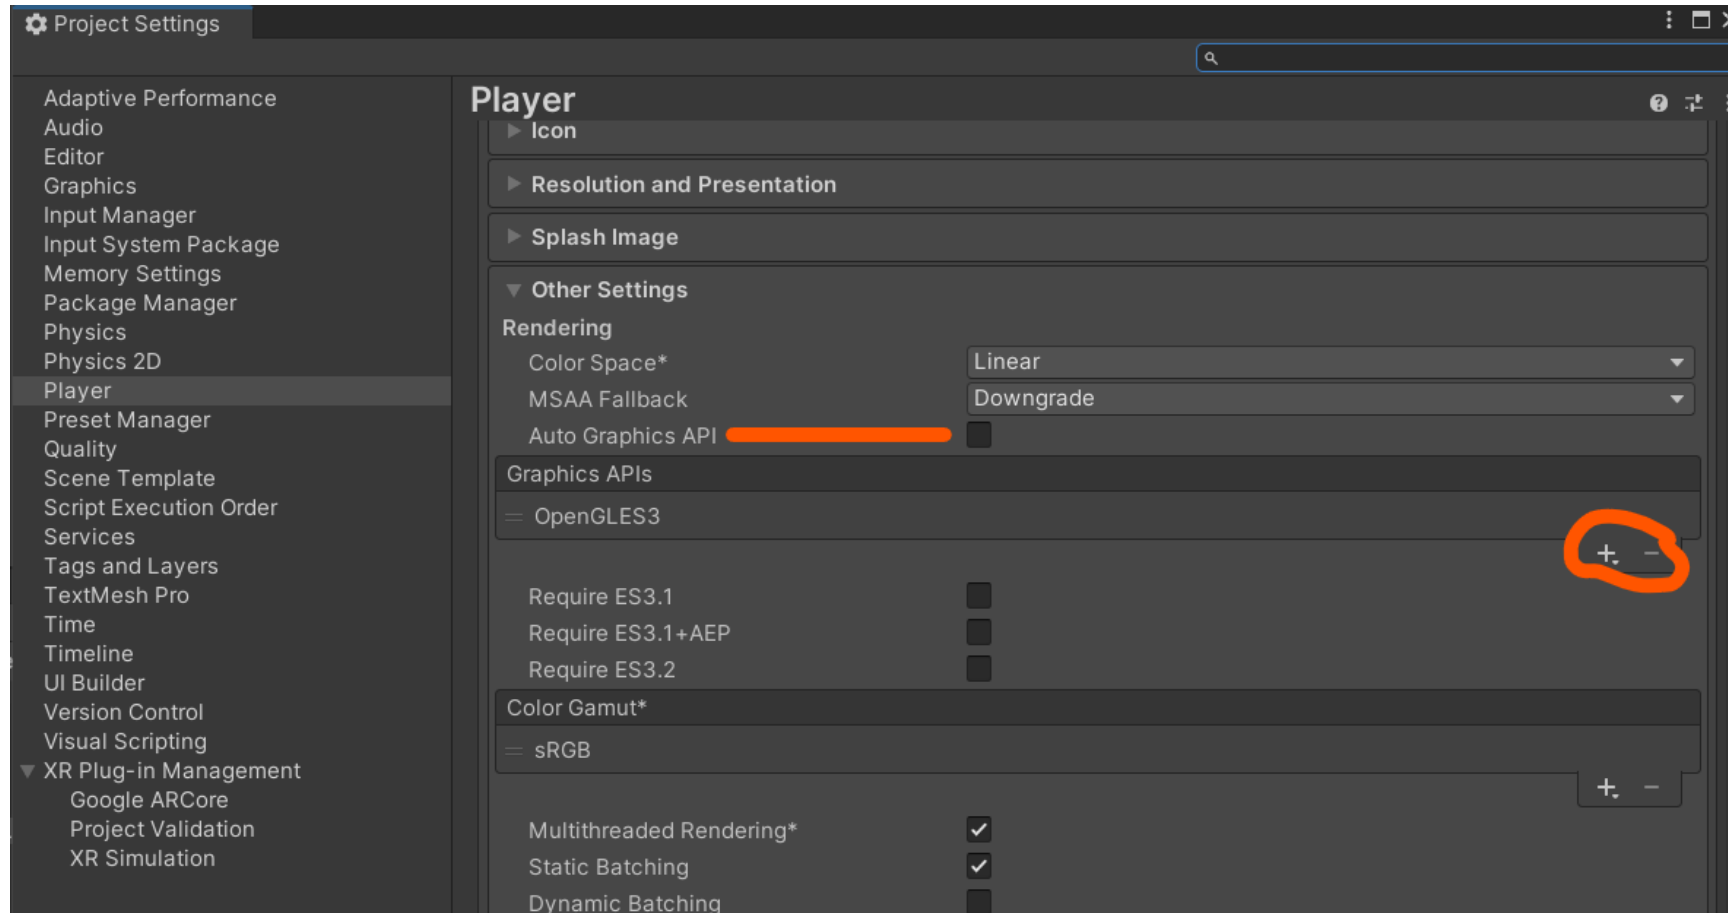 Project Settings
Adaptive Performance
Audio
Editor
Graphics
Input Manager
Input System Package
Memory Settings
Package Manager
Physics
Physics 2D
Player
Preset Manager
Quality
Scene Template
Script Execution Order
Services
Tags and Layers
TextMesh Pro
Time
Timeline
UI Builder
Version Control
Visual Scripting
XR Plug-in Management
Google ARCore
Project Validation
XR Simulation
Player
Icon
Resolution and Presentation
Splash Image
Other Settings
Rendering
Color Space* Linear
MSAA Fallback Downgrade
Auto Graphics API
Graphics APIs
OpenGLES3
Require ES3.1
Require ES3.1+AEP
Require ES3.2
Color Gamut*
sRGB
Multithreaded Rendering*
Static Batching
Dynamic Batching